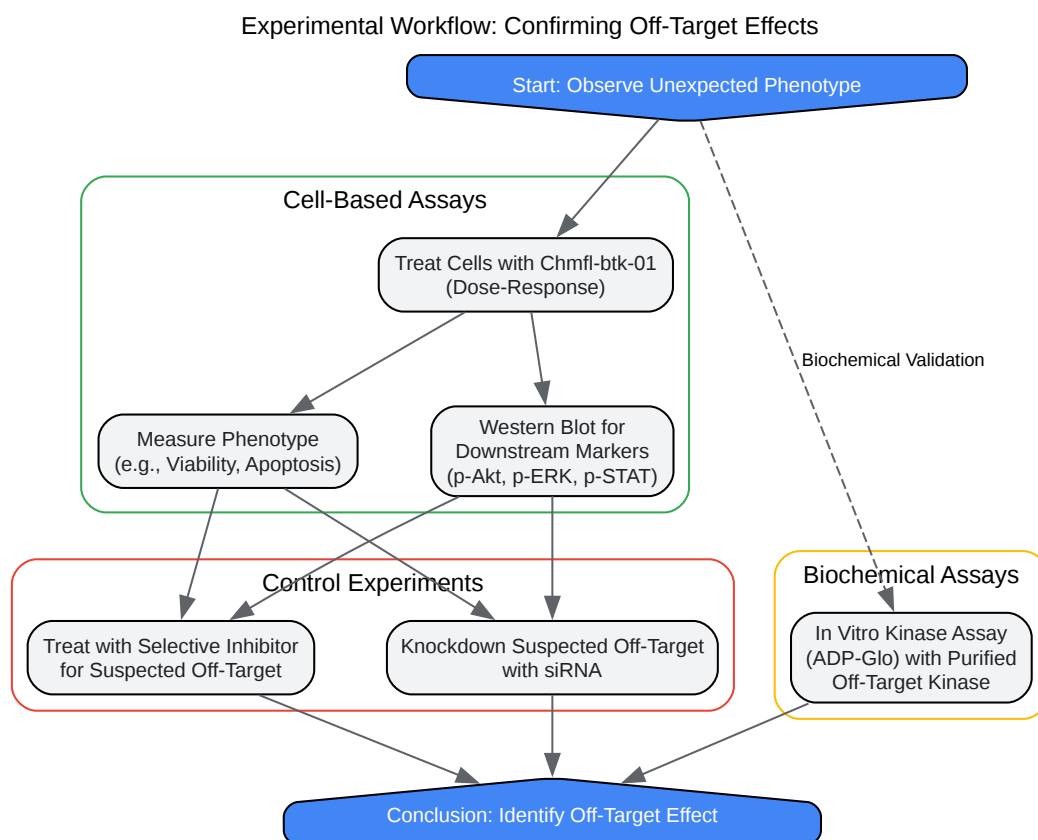 Experimental Workflow: Confirming Off-Target Effects
Start: Observe Unexpected Phenotype
Cell-Based Assays
Treat Cells with Chmfl-btk-01
(Dose-Response)
Biochemical Validation
Measure Phenotype
(e.g., Viability, Apoptosis)
Western Blot for
Downstream Markers
(p-Akt, p-ERK, p-STAT)
Control Experiments
Biochemical Assays
Treat with Selective Inhibitor
for Suspected Off-Target
Knockdown Suspected Off-Target
with siRNA
In Vitro Kinase Assay
(ADP-Glo) with Purified
Off-Target Kinase
Conclusion: Identify Off-Target Effect